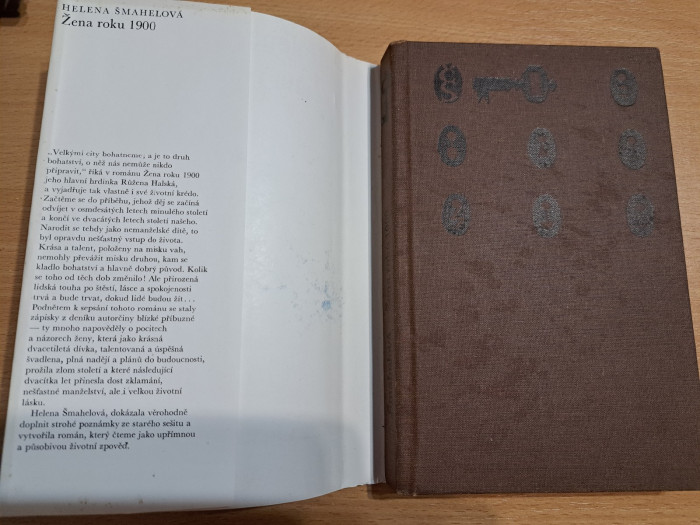 HELENA ŠMAHELOVÁ
Žena roku 1900
„Velkými city bohatneme, a je to druh
bohatství, o něž nás nemůže nikdo
připravit,“ říká v románu Žena roku 1900
jeho hlavní hrdinka Růžena Halská,
a vyjadřuje tak vlastně i své životní krédo.
Začtěme se do příběhu, jehož děj se začíná
odvíjet v osmdesátých letech minulého století
a končí ve dvacátých letech století našeho.
Narodit se tehdy jako nemanželské dítě, to
byl opravdu nešťastný vstup do života.
Krása a talent, položeny na misku vah,
nemohly převážit misku druhou, kam se
kladlo bohatství a hlavně dobrý původ. Kolik
se toho od těch dob změnilo! Ale přirozená
lidská touha po štěstí, lásce a spokojenosti
trvá a bude trvat, dokud lidé budou žít...
Podnětem k sepsání tohoto románu se staly
zápisky z deníku autorčiny blízké příbuzné
— ty mnoho napověděly o pocitech
a názorech ženy, která jako krásná
dvacetiletá dívka, talentovaná a úspěšná
švadlena, plná nadějí a plánů do budoucnosti,
prožila zlom století a které následující
dvacítka let přinesla dost zklamání,
nešťastné manželství, ale i velkou životní
lásku.
Helena Šmahelová, dokázala věrohodně
doplnit strohé poznámky ze starého sešitu a
vytvořila román, který čteme jako upřímnou
a působivou životní zpověď.